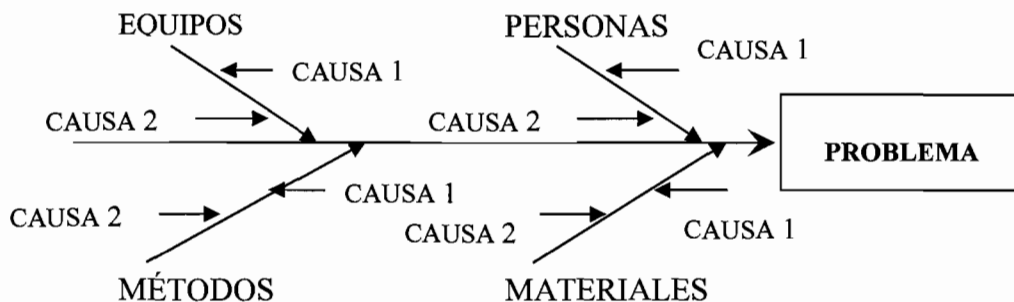 EQUIPOS
PERSONAS
CAUSA 1
CAUSA 1
CAUSA 2
CAUSA 2
PROBLEMA
CAUSA 1
CAUSA 2
CAUSA 2
CAUSA 1
MÉTODOS
MATERIALES